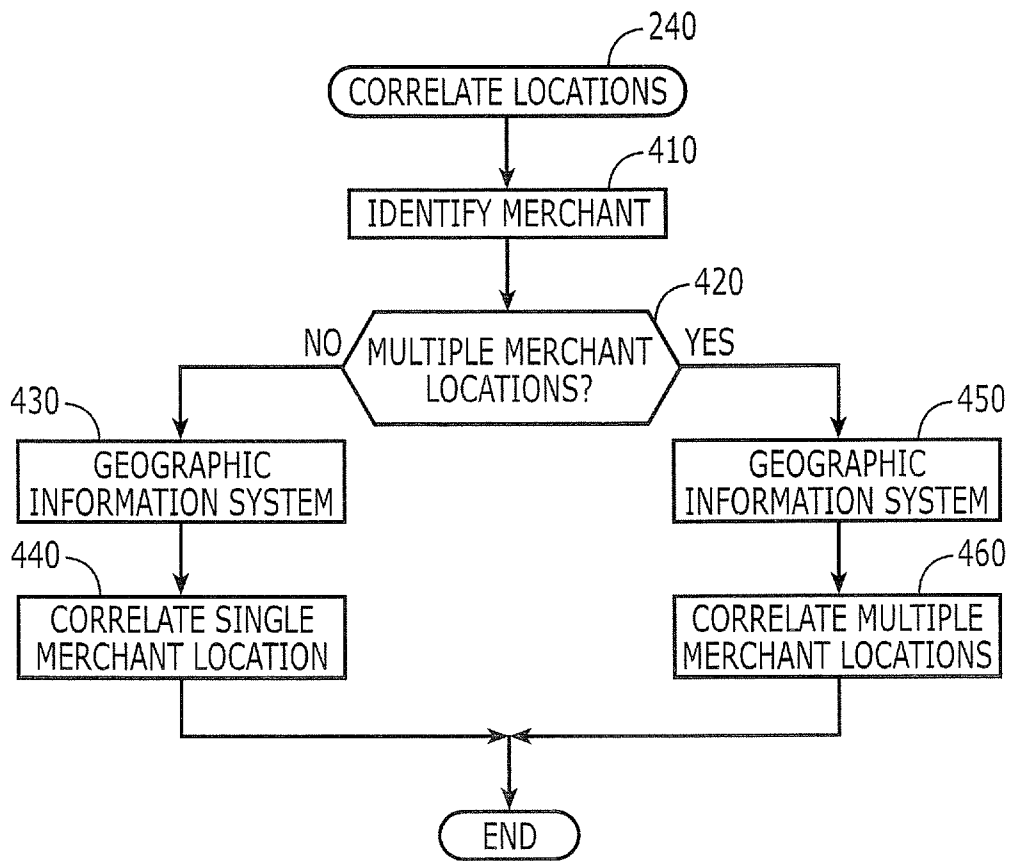 240
CORRELATE LOCATIONS
410
IDENTIFY MERCHANT
420
NO
MULTIPLE MERCHANT
LOCATIONS?
YES
430
GEOGRAPHIC
INFORMATION SYSTEM
450
GEOGRAPHIC
INFORMATION SYSTEM
440
CORRELATE SINGLE
MERCHANT LOCATION
460
CORRELATE MULTIPLE
MERCHANT LOCATIONS
END